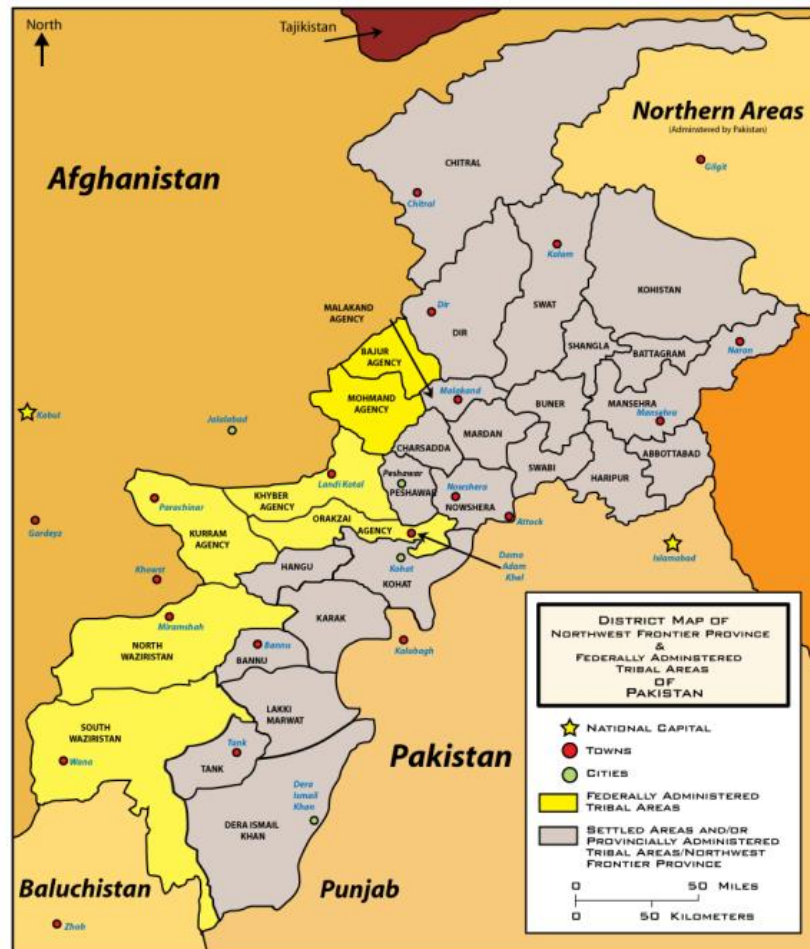 North
Tajikistan
Northern Areas
(Adminstered by Pakistan)
Gilgit
CHITRAL
Afghanistan
Chitral
Kalam
KOHISTAN
Dir
SWAT
MALAKAND
AGENCY
DIR
SHANGLA
BAJUR
AGENCY
BATTAGRAM
Naran
MOHMAND
AGENCY
Malakand
BUNER
MANSEHRA
Mansehra
Kabul
Jalalabad
MARDAN
CHARSADDA
ABBOTTABAD
SWABI
HARIPUR
Peshawar
PESHAWAR
Landi Kotal
KHYBER
AGENCY
Nowshera
NOWSHERA
Parachinar
ORAKZAI
AGENCY
Attock
Gardeyz
KURRAM
AGENCY
Islamabad
Dama
Adam
Khel
HANGU
Kohat
KOHAT
Khowst
Miramshah
KARAK
NORTH
WAZIRISTAN
Bannu
BANNU
Kalabagh
LAKKI
MARWAT
SOUTH
WAZIRISTAN
Pakistan
Tank
TANK
Wana
Dera
Ismail
Khan
DERA ISMAIL
KHAN
Baluchistan
Punjab
Zhob
District Map of
Northwest Frontier Province
&
Federally Adminstered
Tribal Areas
of
Pakistan
National Capital
Towns
Cities
Federally Adminstered
Tribal Areas
Settled Areas and/or
Provincially Adminstered
Tribal Areas/Northwest
Frontier Province
0 50 Miles
0 50 Kilometers